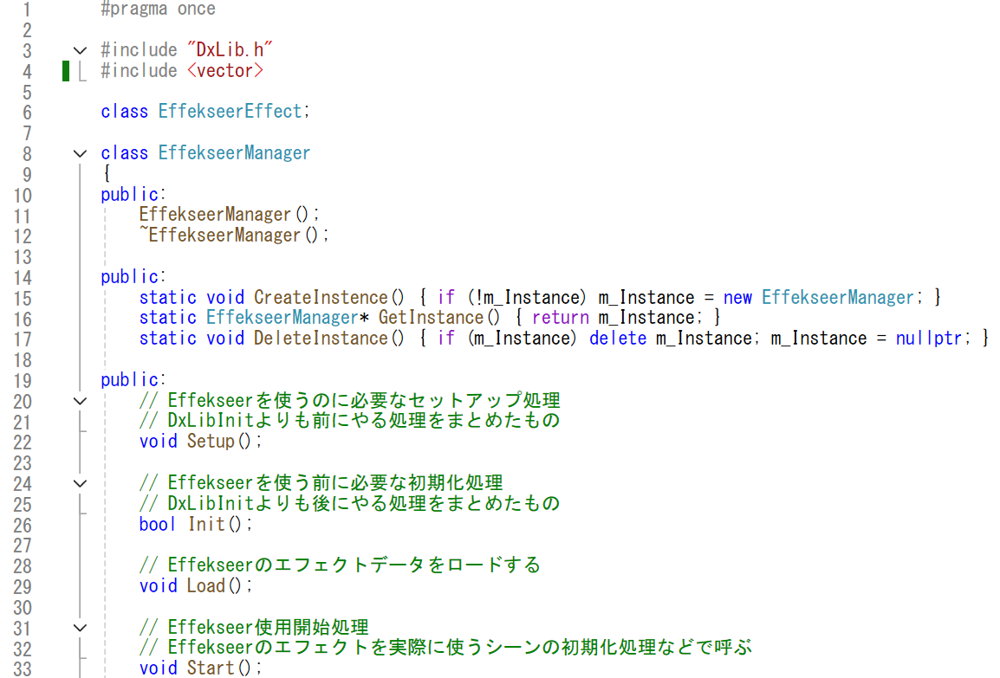 1 #pragma once
2
3 #include "DxLib.h"
4 #include <vector>
5
6 class EffekseerEffect;
7
8 class EffekseerManager
9 {
10 public:
11 EffekseerManager();
12 ~EffekseerManager();
13
14 public:
15 static void CreateInstence() { if (!m_Instance) m_Instance = new EffekseerManager; }
16 static EffekseerManager* GetInstance() { return m_Instance; }
17 static void DeleteInstance() { if (m_Instance) delete m_Instance; m_Instance = nullptr; }
18
19 public:
20 // Effekseerを使うのに必要なセットアップ処理
21 // DxLibInitよりも前にやる処理をまとめたもの
22 void Setup();
23
24 // Effekseerを使う前に必要な初期化処理
25 // DxLibInitよりも後にやる処理をまとめたもの
26 bool Init();
27
28 // Effekseerのエフェクトデータをロードする
29 void Load();
30
31 // Effekseer使用開始処理
32 // Effekseerのエフェクトを実際に使うシーンの初期化処理などで呼ぶ
33 void Start();